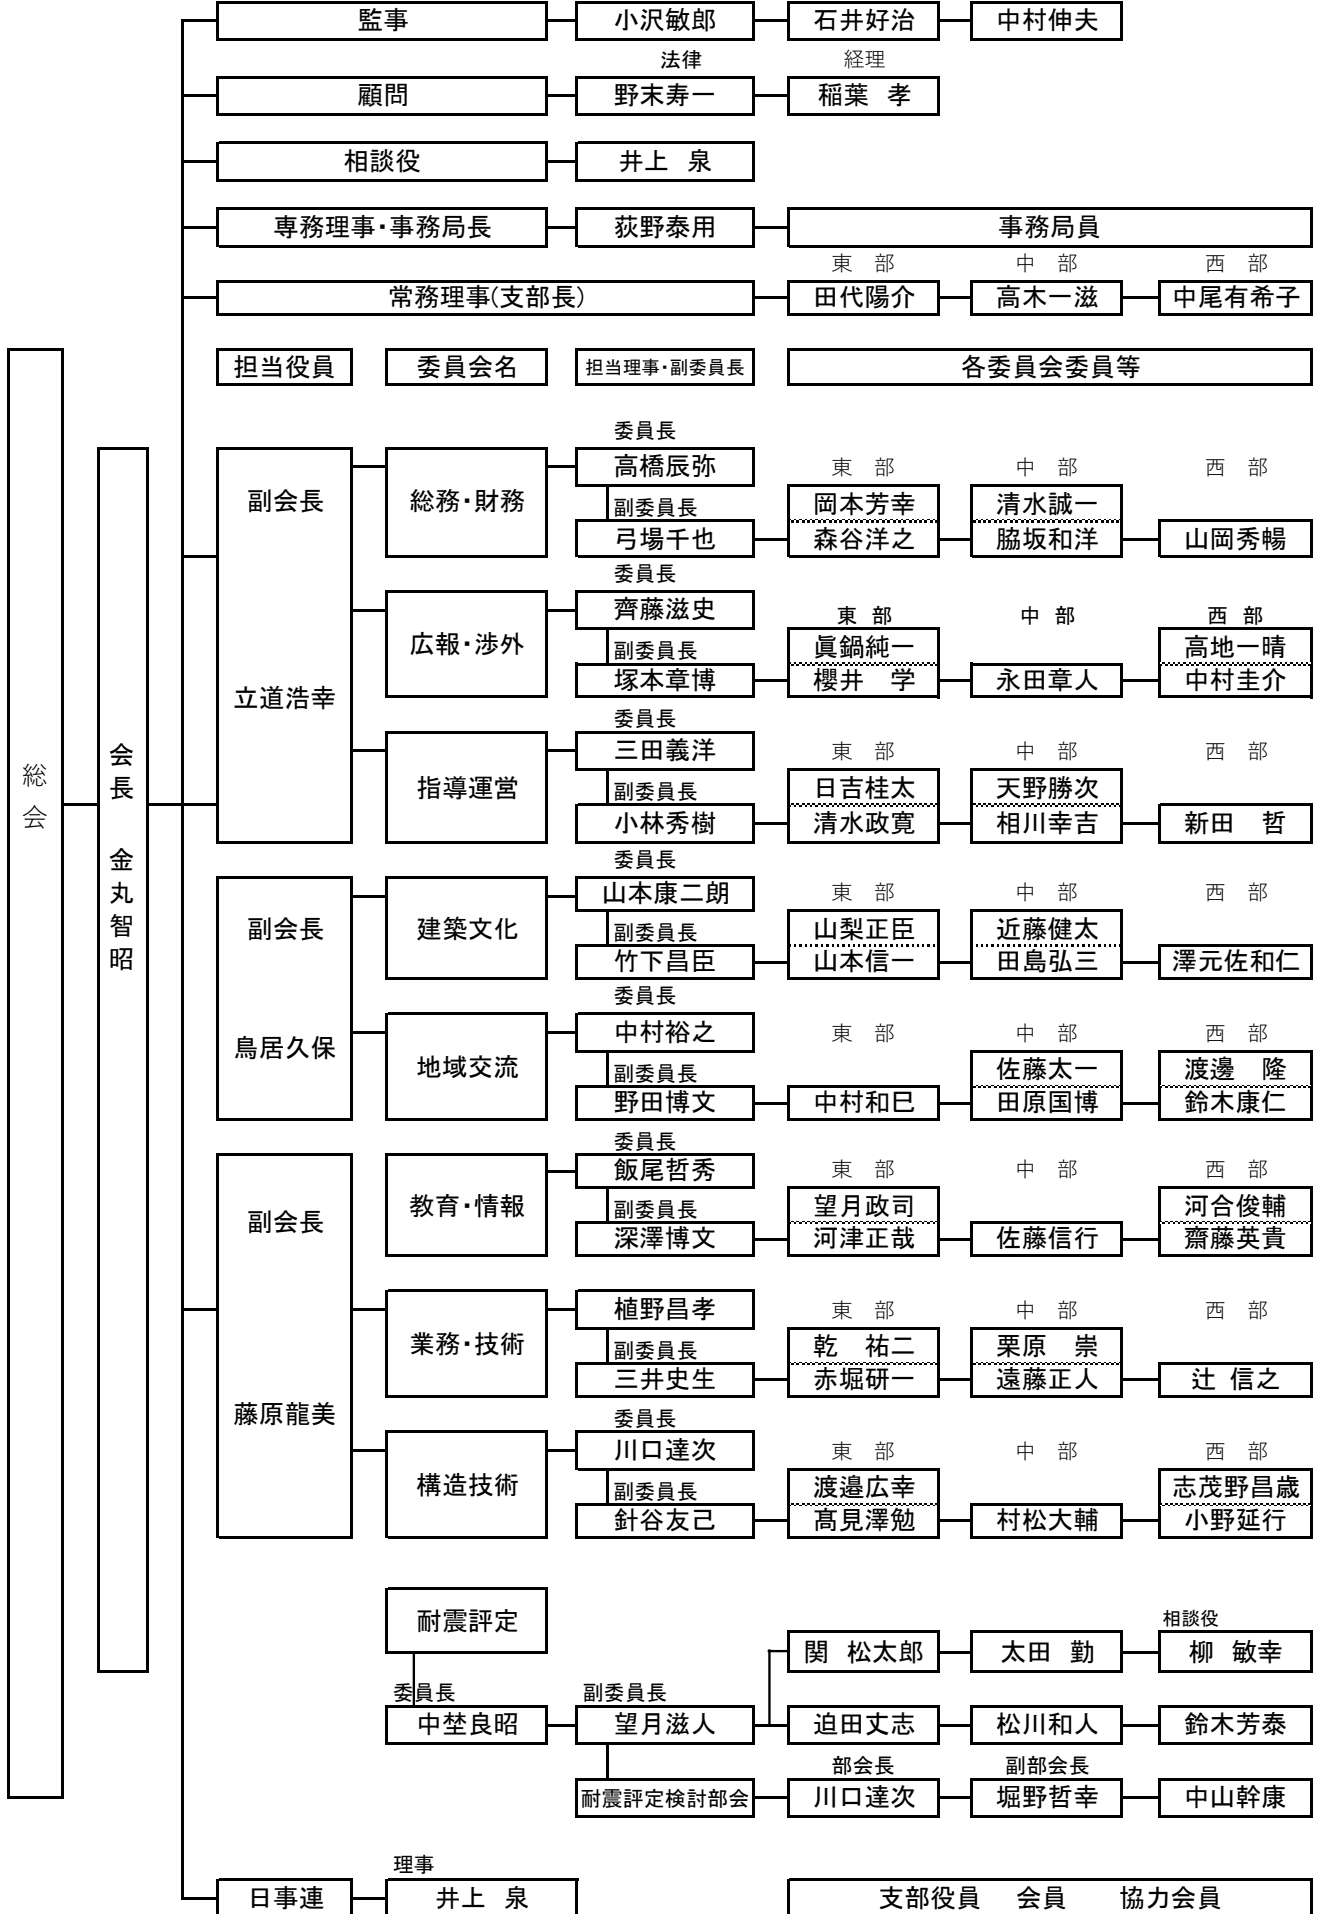 監事 小沢敏郎 石井好治 中村伸夫
法律 経理
顧問 野末寿一 稲葉 孝
相談役 井上 泉
専務理事・事務局長 荻野泰用 事務局員
東 部 中 部 西 部
常務理事(支部長) 田代陽介 高木一滋 中尾有希子
担当役員 委員会名 担当理事・副委員長 各委員会委員等
総会
会長 金丸智昭
副会長
立道浩幸
総務・財務
委員長
高橋辰弥 東 部 中 部 西 部
副委員長 岡本芳幸 清水誠一
弓場千也 森谷洋之 脇坂和洋 山岡秀暢
広報・渉外
委員長
齊藤滋史 東 部 中 部 西 部
副委員長 眞鍋純一 高地一晴
塚本章博 櫻井 学 永田章人 中村圭介
指導運営
委員長
三田義洋 東 部 中 部 西 部
副委員長 日吉桂太 天野勝次
小林秀樹 清水政寛 相川幸吉 新田 哲
副会長
鳥居久保
建築文化
委員長
山本康二朗 東 部 中 部 西 部
副委員長 山梨正臣 近藤健太
竹下昌臣 山本信一 田島弘三 澤元佐和仁
地域交流
委員長
中村裕之 東 部 中 部 西 部
副委員長 佐藤太一 渡邊 隆
野田博文 中村和巳 田原国博 鈴木康仁
副会長
藤原龍美
教育・情報
委員長
飯尾哲秀 東 部 中 部 西 部
副委員長 望月政司 河合俊輔
深澤博文 河津正哉 佐藤信行 齋藤英貴
業務・技術
植野昌孝 東 部 中 部 西 部
副委員長 乾 祐二 栗原 崇
三井史生 赤堀研一 遠藤正人 辻 信之
構造技術
委員長
川口達次 東 部 中 部 西 部
副委員長 渡邉広幸 志茂野昌歳
針谷友己 髙見澤勉 村松大輔 小野延行
耐震評定
相談役
関 松太郎 太田 勤 柳 敏幸
委員長 副委員長
中埜良昭 望月滋人 迫田丈志 松川和人 鈴木芳泰
部会長 副部会長
耐震評定検討部会 川口達次 堀野哲幸 中山幹康
理事
日事連 井上 泉 支部役員 会員 協力会員